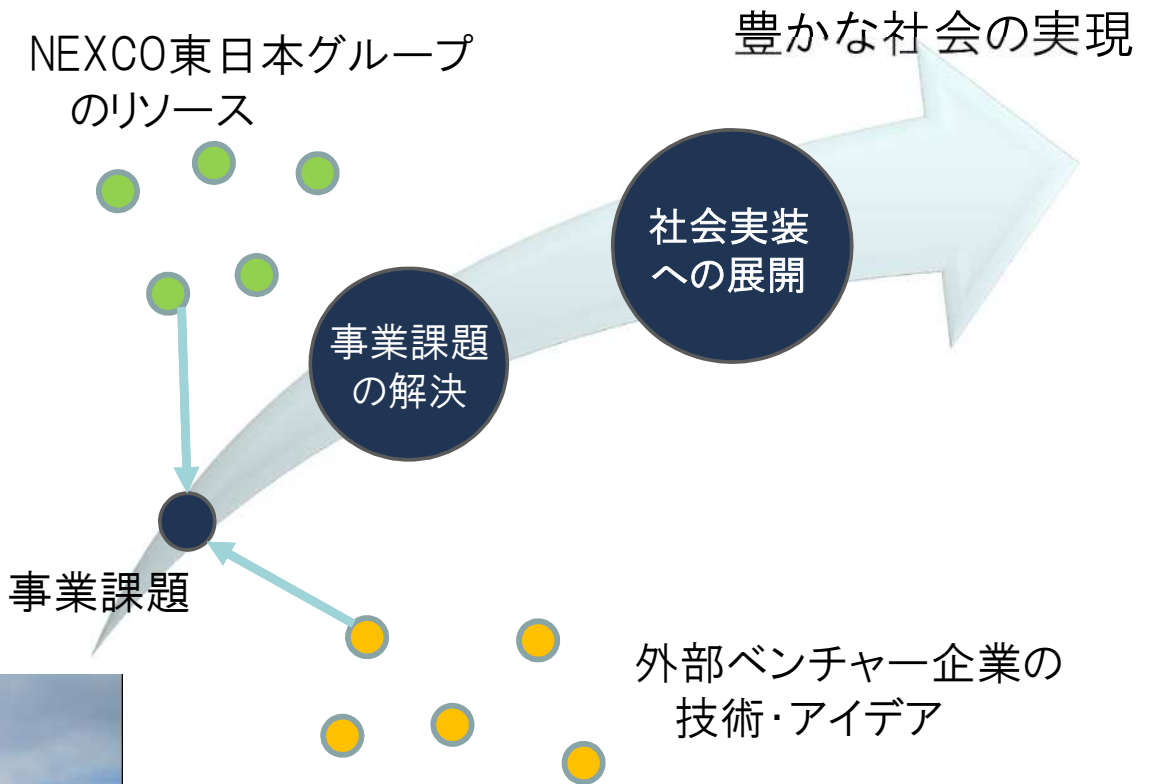 NEXCO東日本グループ
のリソース
豊かな社会の実現
社会実装
への展開
事業課題
の解決
事業課題
外部ベンチャー企業の
技術・アイデア